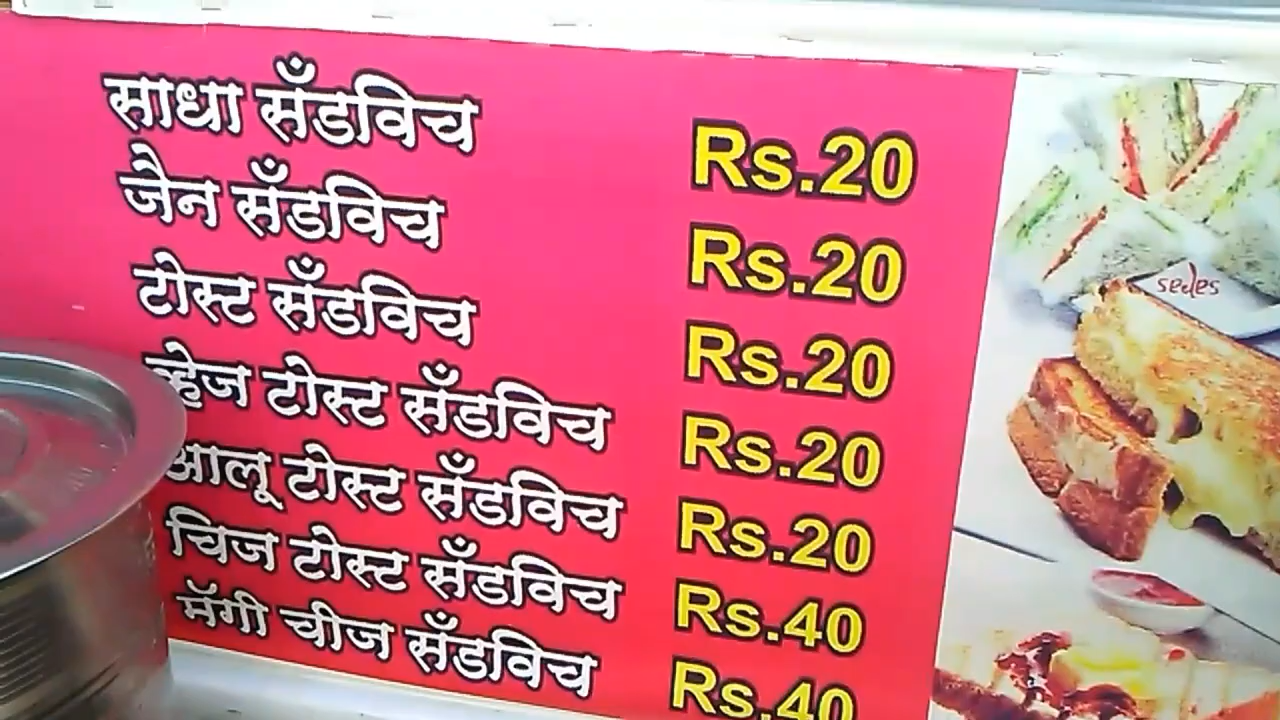 साधा सँडविच Rs.20
जैन सँडविच Rs.20
टोस्ट सँडविच Rs.20
व्हेज टोस्ट सँडविच Rs.20
आलू टोस्ट सँडविच Rs.20
चिज टोस्ट सँडविच Rs.40
मॅगी चीज सँडविच Rs.40